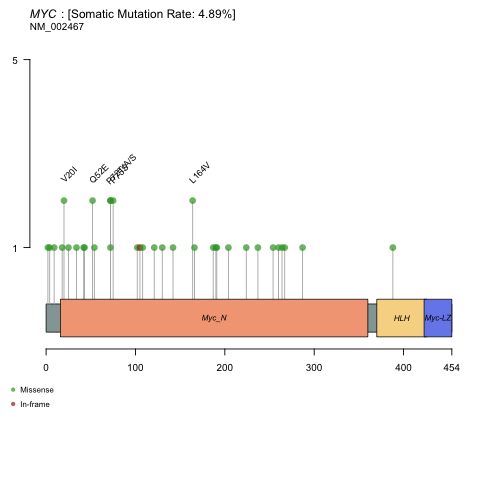 MYC : [Somatic Mutation Rate: 4.89%]
NM_002467
5
V20I
Q52E
L164V
1
Myc_N
HLH
Myc-LZ
0
100
200
300
400
454
Missense
In-frame